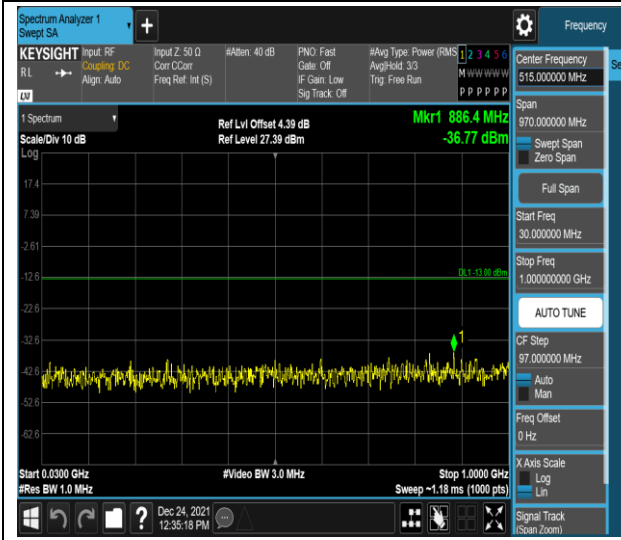 Spectrum Analyzer 1
Swept SA
+
Frequency
KEYSIGHT
RL
LXI
Input: RF
Coupling: DC
Align: Auto
Input Z: 50 Ω
Corr CCorr
Freq Ref: Int (S)
#Atten: 40 dB
PNO: Fast
Gate: Off
IF Gain: Low
Sig Track: Off
#Avg Type: Power (RMS
Avg|Hold: 3/3
Trig: Free Run
1 2 3 4 5 6
M W W W W W
P P P P P P
1 Spectrum
Scale/Div 10 dB
Log
Ref Lvl Offset 4.39 dB
Ref Level 27.39 dBm
Mkr1 886.4 MHz
-36.77 dBm
17.4
7.39
-2.61
-12.6
DL1 -13.00 dBm
-22.6
-32.6
1
-42.6
-52.6
-62.6
Start 0.0300 GHz
#Res BW 1.0 MHz
#Video BW 3.0 MHz
Stop 1.0000 GHz
Sweep ~1.18 ms (1000 pts)
?
Dec 24, 2021
12:35:18 PM
Center Frequency
515.000000 MHz
Se
Span
970.000000 MHz
Swept Span
Zero Span
Full Span
Start Freq
30.000000 MHz
Stop Freq
1.000000000 GHz
AUTO TUNE
CF Step
97.000000 MHz
Auto
Man
Freq Offset
0 Hz
X Axis Scale
Log
Lin
Signal Track
(Span Zoom)